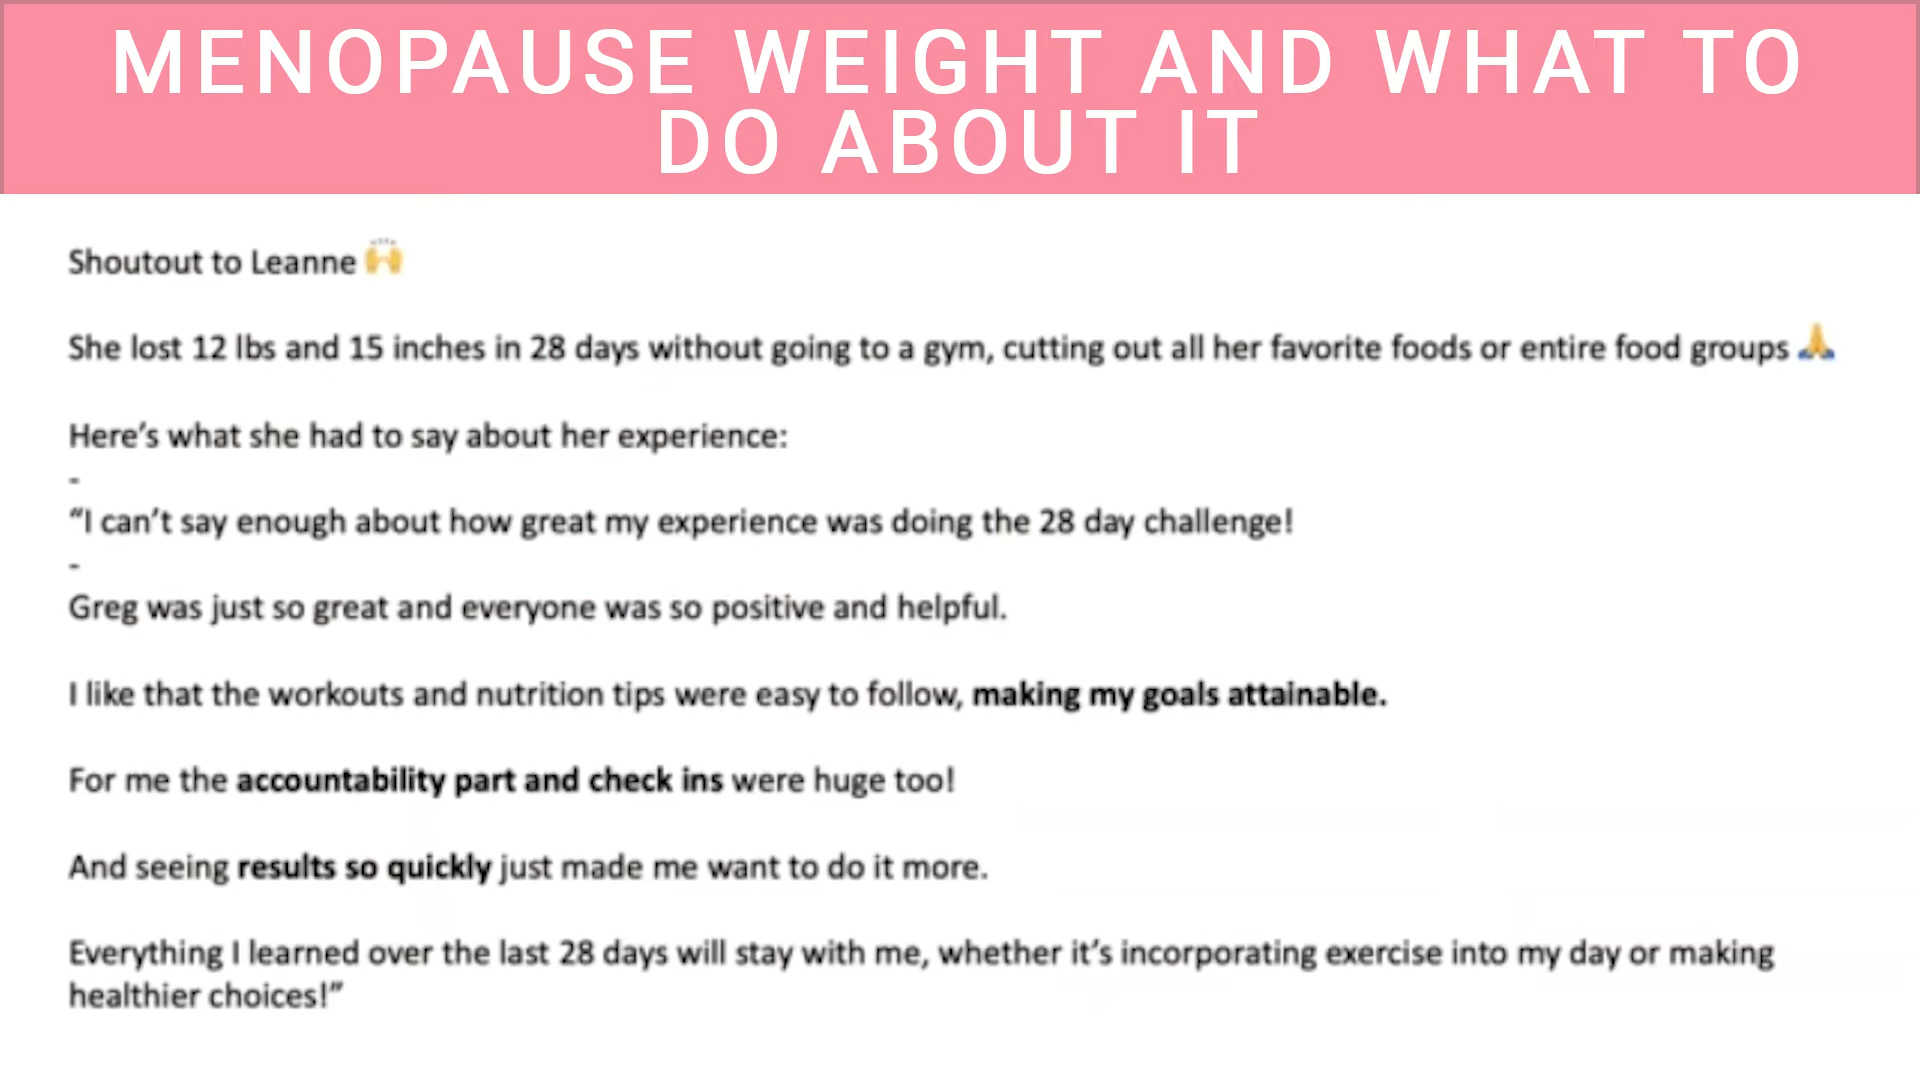 MENOPAUSE WEIGHT AND WHAT TO
DO ABOUT IT
Shoutout to Leanne 🙌
She lost 12 lbs and 15 inches in 28 days without going to a gym, cutting out all her favorite foods or entire food groups 🙏
Here’s what she had to say about her experience:
-
“I can’t say enough about how great my experience was doing the 28 day challenge!
-
Greg was just so great and everyone was so positive and helpful.
I like that the workouts and nutrition tips were easy to follow, making my goals attainable.
For me the accountability part and check ins were huge too!
And seeing results so quickly just made me want to do it more.
Everything I learned over the last 28 days will stay with me, whether it’s incorporating exercise into my day or making
healthier choices!”